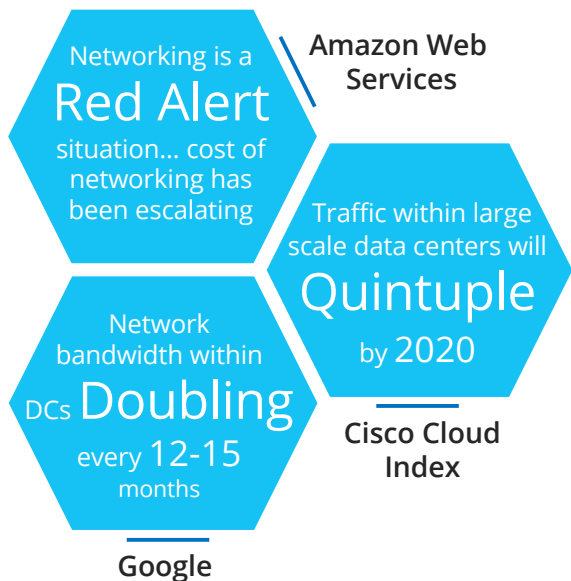 Networking is a
Red Alert
situation... cost of
networking has
been escalating
Amazon Web
Services
Traffic within large
scale data centers will
Quintuple
by 2020
Cisco Cloud
Index
Network
bandwidth within
DCs Doubling
every 12-15
months
Google